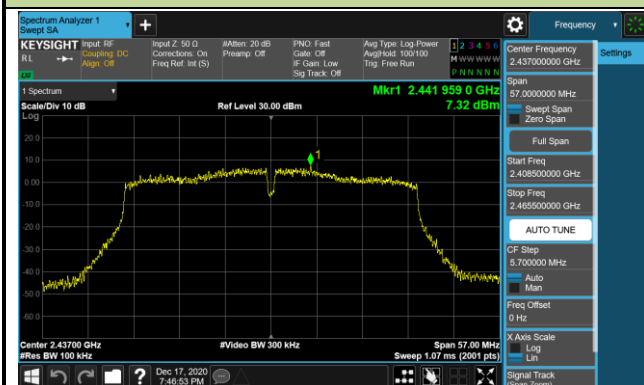 Spectrum Analyzer 1
Swept SA
+
Frequency
KEYSIGHT
RL
Input: RF
Coupling: DC
Align: Off
Input Z: 50 Ω
Corrections: On
Freq Ref: Int (S)
#Atten: 20 dB
Preamp: Off
PNO: Fast
Gate: Off
IF Gain: Low
Sig Track: Off
Avg Type: Log-Power
Avg|Hold: 100/100
Trig: Free Run
1 2 3 4 5 6
M W W W W W
P N N N N N
Settings
Center Frequency
2.437000000 GHz
Span
57.0000000 MHz
Swept Span
Zero Span
Full Span
Start Freq
2.408500000 GHz
Stop Freq
2.465500000 GHz
AUTO TUNE
CF Step
5.700000 MHz
Auto
Man
Freq Offset
0 Hz
X Axis Scale
Log
Lin
Signal Track
(Span Zoom)
1 Spectrum
Scale/Div 10 dB
Log
Ref Level 30.00 dBm
Mkr1 2.441 959 0 GHz
7.32 dBm
1
20.0
10.0
0.00
-10.0
-20.0
-30.0
-40.0
-50.0
-60.0
Center 2.43700 GHz
#Res BW 100 kHz
#Video BW 300 kHz
Span 57.00 MHz
Sweep 1.07 ms (2001 pts)
?
Dec 17, 2020
7:46:53 PM